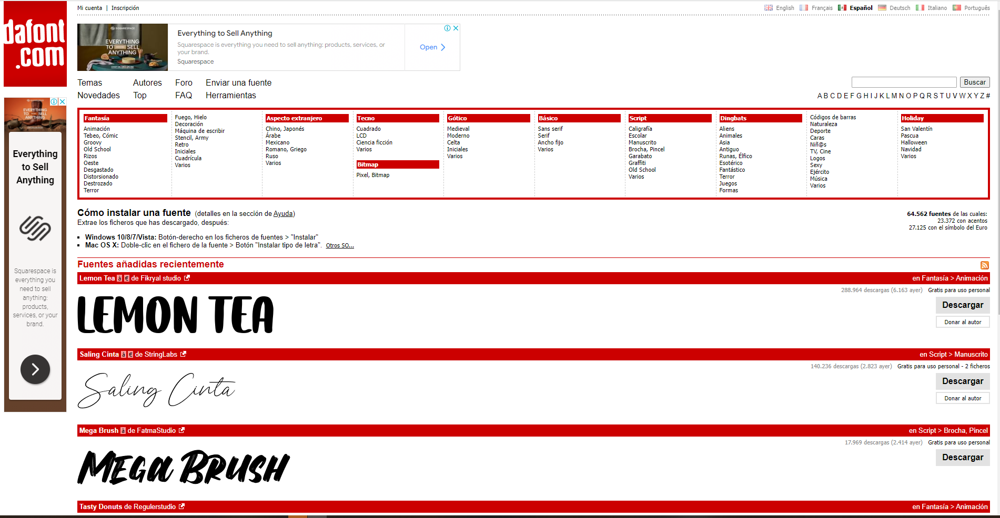 dafont
.com
Mi cuenta | Inscripción
English Français Español Deutsch Italiano Português
SQUARESPACE
EVERYTHING
TO SELL
ANYTHING
START SELLING ONLINE
Everything to Sell Anything
Squarespace is everything you need to sell anything: products, services, or
your brand.
Squarespace
Open
Temas Autores Foro Enviar una fuente
Novedades Top FAQ Herramientas
Buscar
A B C D E F G H I J K L M N O P Q R S T U V W X Y Z #
EVERYTHING
TO SELL
ANYTHING
Everything
to Sell
Anything
Squarespace is
everything you
need to sell
anything:
products,
services, or your
brand.
Fantasía
Animación
Tebeo, Cómic
Groovy
Old School
Rizos
Oeste
Desgastado
Distorsionado
Destrozado
Terror
Fuego, Hielo
Decoración
Máquina de escribir
Stencil, Army
Retro
Iniciales
Cuadrícula
Varios
Aspecto extranjero
Chino, Japonés
Árabe
Mexicano
Romano, Griego
Ruso
Varios
Tecno
Cuadrado
LCD
Ciencia ficción
Varios
Bitmap
Pixel, Bitmap
Gótico
Medieval
Moderno
Celta
Iniciales
Varios
Básico
Sans serif
Serif
Ancho fijo
Varios
Script
Caligrafía
Escolar
Manuscrito
Brocha, Pincel
Garabato
Graffiti
Old School
Varios
Dingbats
Aliens
Animales
Asia
Antiguo
Runas, Élfico
Esotérico
Fantástico
Terror
Juegos
Formas
Códigos de barras
Naturaleza
Deporte
Caras
Niñ@s
TV, Cine
Logos
Sexy
Ejército
Música
Varios
Holiday
San Valentín
Pascua
Halloween
Navidad
Varios
Cómo instalar una fuente (detalles en la sección de Ayuda)
Extrae los ficheros que has descargado, después:
Windows 10/8/7/Vista: Botón-derecho en los ficheros de fuentes > "Instalar"
Mac OS X: Doble-clic en el fichero de la fuente > Botón "Instalar tipo de letra". Otros SO...
64.562 fuentes de las cuales:
23.372 con acentos
27.125 con el símbolo del Euro
Fuentes añadidas recientemente
Lemon Tea à € de Fikryal studio en Fantasía > Animación
288.964 descargas (6.163 ayer) Gratis para uso personal
LEMON TEA
Descargar
Donar al autor
Saling Cinta à € de StringLabs en Script > Manuscrito
140.236 descargas (2.823 ayer) Gratis para uso personal - 2 ficheros
Saling Cinta
Descargar
Donar al autor
Mega Brush à de FatmaStudio en Script > Brocha, Pincel
17.969 descargas (2.414 ayer) Gratis para uso personal
MEGA BRUSH
Descargar
Tasty Donuts de Regulerstudio en Fantasía > Animación